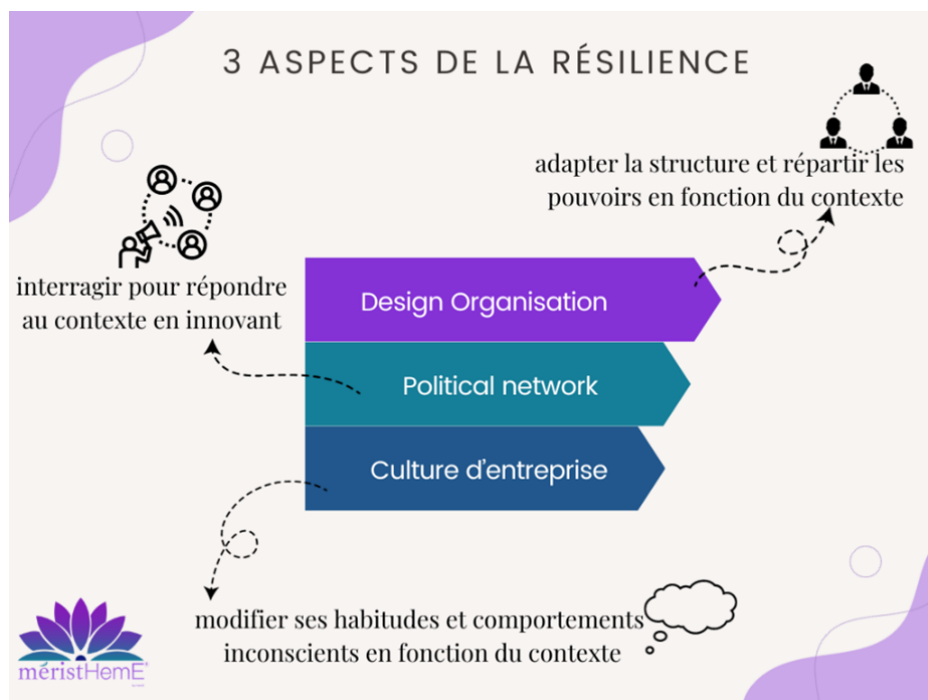 3 ASPECTS DE LA RÉSILIENCE
adapter la structure et répartir les
pouvoirs en fonction du contexte
interragir pour répondre
au contexte en innovant
Design Organisation
Political network
Culture d'entreprise
modifier ses habitudes et comportements
inconscients en fonction du contexte
méristHemE